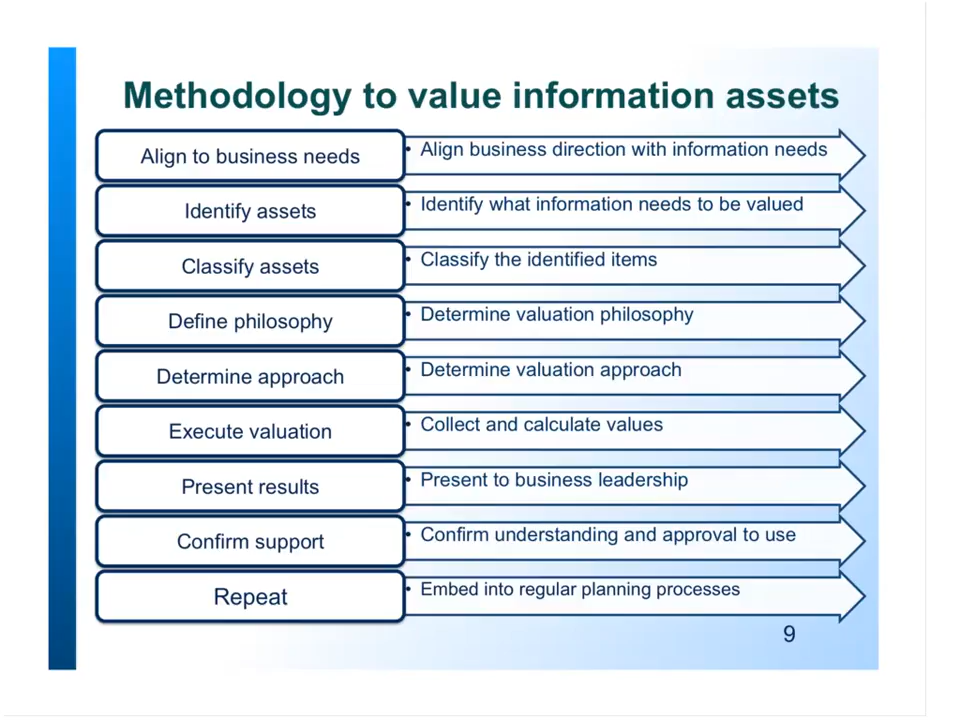 Methodology to value information assets
Align to business needs
• Align business direction with information needs
Identify assets
• Identify what information needs to be valued
Classify assets
• Classify the identified items
Define philosophy
• Determine valuation philosophy
Determine approach
• Determine valuation approach
Execute valuation
• Collect and calculate values
Present results
• Present to business leadership
Confirm support
• Confirm understanding and approval to use
Repeat
• Embed into regular planning processes
9